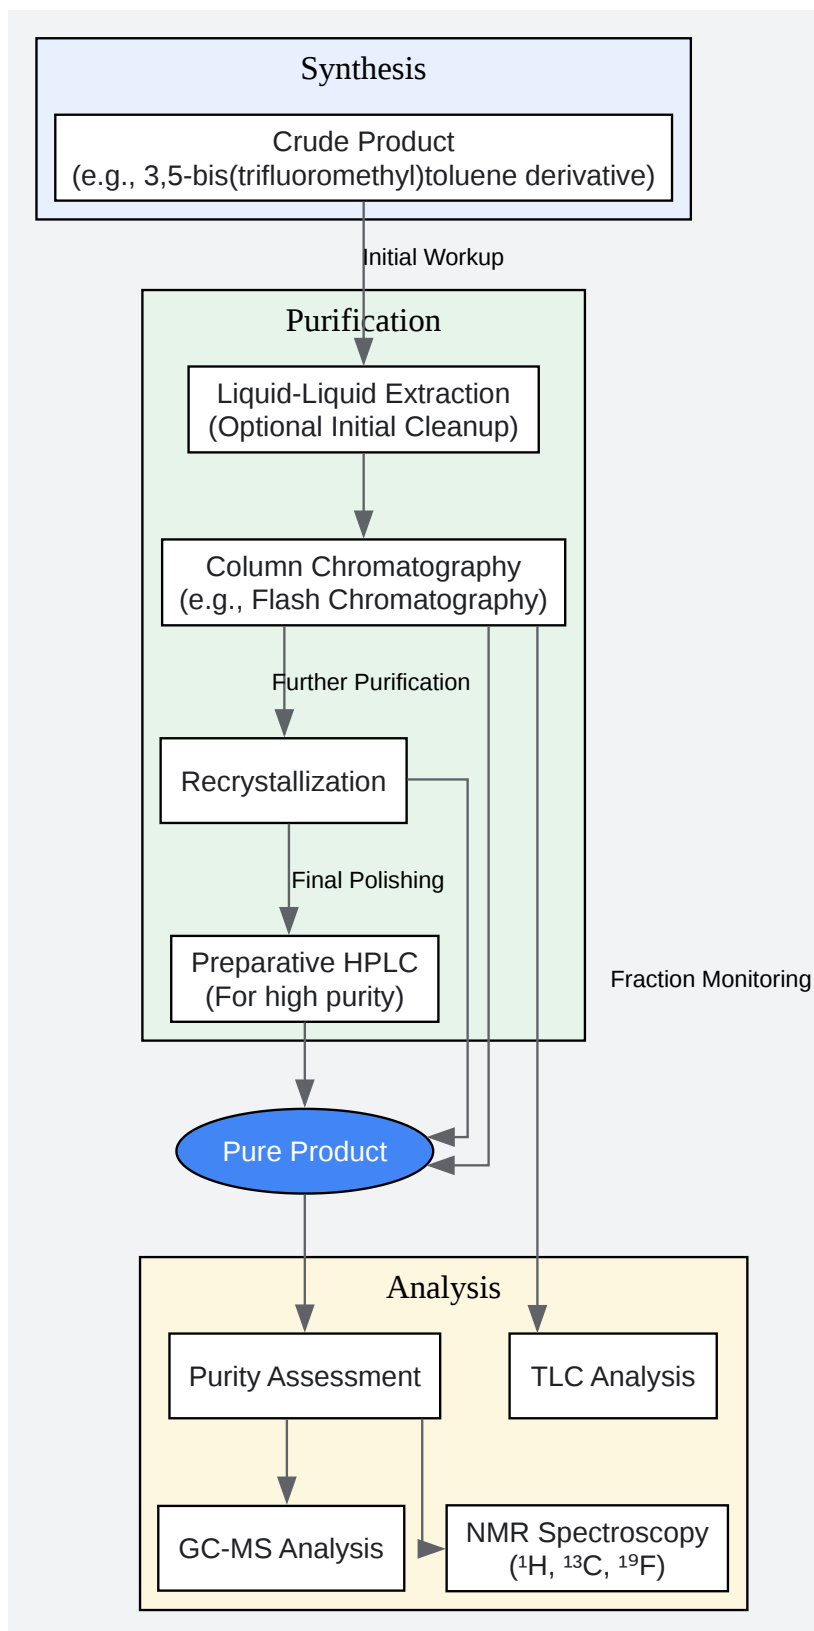 Synthesis
Crude Product
(e.g., 3,5-bis(trifluoromethyl)toluene derivative)
Initial Workup
Purification
Liquid-Liquid Extraction
(Optional Initial Cleanup)
Column Chromatography
(e.g., Flash Chromatography)
Further Purification
Recrystallization
Final Polishing
Preparative HPLC
(For high purity)
Fraction Monitoring
Pure Product
Analysis
Purity Assessment
TLC Analysis
GC-MS Analysis
NMR Spectroscopy
(¹H, ¹³C, ¹⁹F)